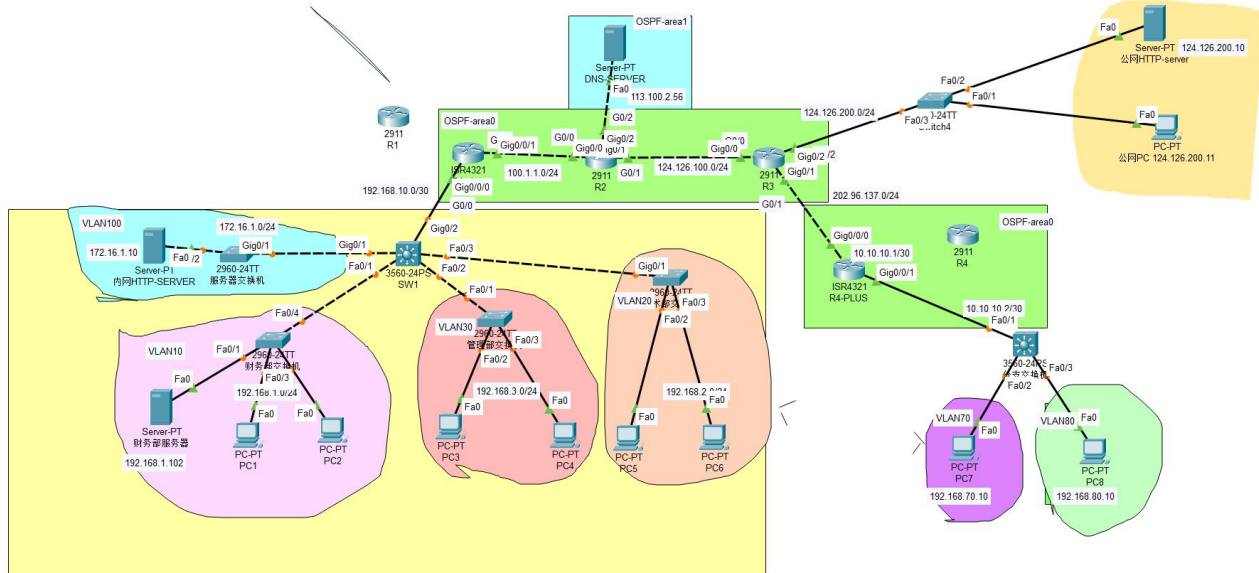 OSPF-area1
Server-PT
DNS-SERVER
Fa0
113.100.2.56
G0/2
Gig0/2
2911
R1
OSPF-area0
Gig0/0/1
G0/0
Gig0/0
Gig0/1
G0/1
100.1.1.0/24
2911
R2
124.126.100.0/24
Gig0/0
Gig0/2
Gig0/1
2911
R3
G0/1
ISR4321
Gig0/0/0
G0/0
192.168.10.0/30
124.126.200.0/24
Fa0/3
Fa0/2
Fa0/1
Fa0
Server-PT
公网HTTP-server
124.126.200.10
Fa0
PC-PT
公网PC 124.126.200.11
202.96.137.0/24
OSPF-area0
Gig0/0/0
10.10.10.1/30
Gig0/0/1
ISR4321
R4-PLUS
2911
R4
10.10.10.2/30
Fa0/1
Fa0/2
Fa0/3
VLAN70
Fa0
PC-PT
PC7
192.168.70.10
VLAN80
Fa0
PC-PT
PC8
192.168.80.10
VLAN100
172.16.1.0/24
172.16.1.10
Fa0
Gig0/1
2960-24TT
服务器交换机
内网HTTP-SERVER
Gig0/1
Gig0/2
Fa0/3
Fa0/2
Fa0/1
3560-24PS
SW1
VLAN10
Fa0/4
Fa0/1
2960-24TT
财务部交换机
Fa0/3
192.168.1.0/24
Fa0
Fa0
Fa0
Server-PT
财务部服务器
192.168.1.102
PC-PT
PC1
PC-PT
PC2
VLAN30
Fa0/1
Fa0/3
2960-24TT
管理部交换机
Fa0/2
192.168.3.0/24
Fa0
Fa0
PC-PT
PC3
PC-PT
PC4
Gig0/1
VLAN20
Fa0/3
Fa0/2
Fa0
Fa0
PC-PT
PC5
PC-PT
PC6